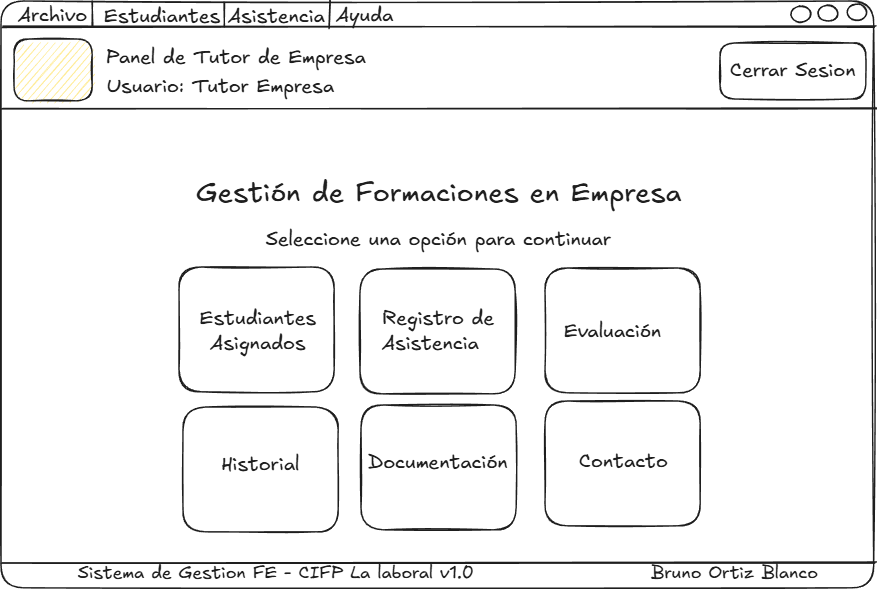 Archivo Estudiantes Asistencia Ayuda
Panel de Tutor de Empresa
Usuario: Tutor Empresa
Cerrar Sesion
Gestión de Formaciones en Empresa
Seleccione una opción para continuar
Estudiantes
Asignados
Registro de
Asistencia
Evaluación
Historial
Documentación
Contacto
Sistema de Gestion FE - CIFP La laboral v1.0
Bruno Ortiz Blanco